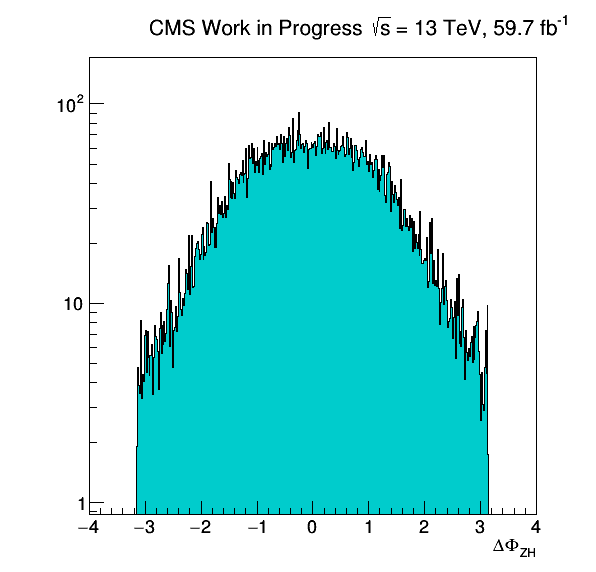 CMS Work in Progress √s = 13 TeV, 59.7 fb⁻¹
10²
10
1
−4 −3 −2 −1 0 1 2 3 4
ΔΦ_ZH